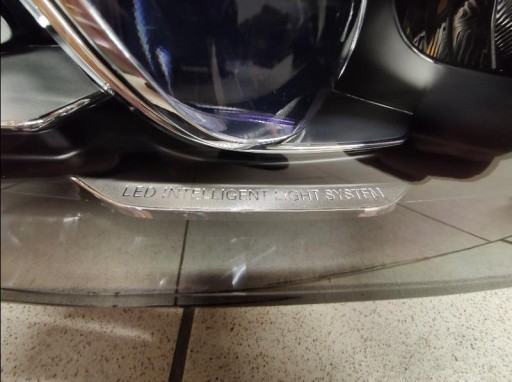 LED INTELLIGENT LIGHT SYSTEM